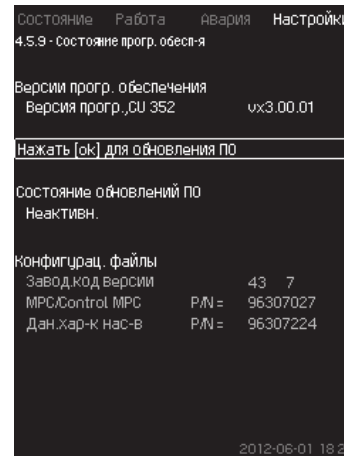 Состояние Работа Авария Настройки
4.5.9 - Состояние прогр. обесп-я
Версии прогр. обеспечения
Версия прогр.,CU 352 vx3.00.01
Нажать [ok] для обновления ПО
Состояние обновлений ПО
Неактивн.
Конфигурац. файлы
Завод.код версии 43 7
MPC/Control MPC P/N = 96307027
Дан.хар-к нас-в P/N = 96307224
2012-06-01 18:2